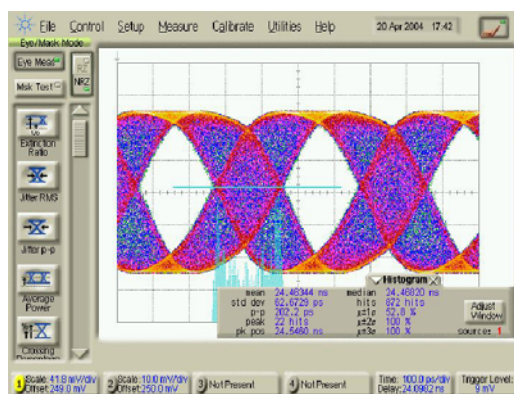 File Control Setup Measure Calibrate Utilities Help 20 Apr 2004 17:42
Eye/Mask Mode
Eye Meas
RZ
NRZ
Msk Test
Extinction
Ratio
Jitter RMS
Jitter p-p
Average
Power
Crossing
Histogram
mean 24.46344 ns median 24.46820 ns
std dev 62.6729 ps hits 872 hits
p-p 202.2 ps μ±1σ 52.8 %
peak 22 hits μ±2σ 100 %
pk pos 24.5460 ns μ±3σ 100 %
source: 1
Adjust
Window
1 Scale: 41.8 mV/div
Offset: 249.0 mV
2 Scale: 10.0 mV/div
Offset: 250.0 mV
3 Not Present
4 Not Present
Time: 100.0 ps/div
Delay: 24.0982 ns
Trigger Level:
9 mV